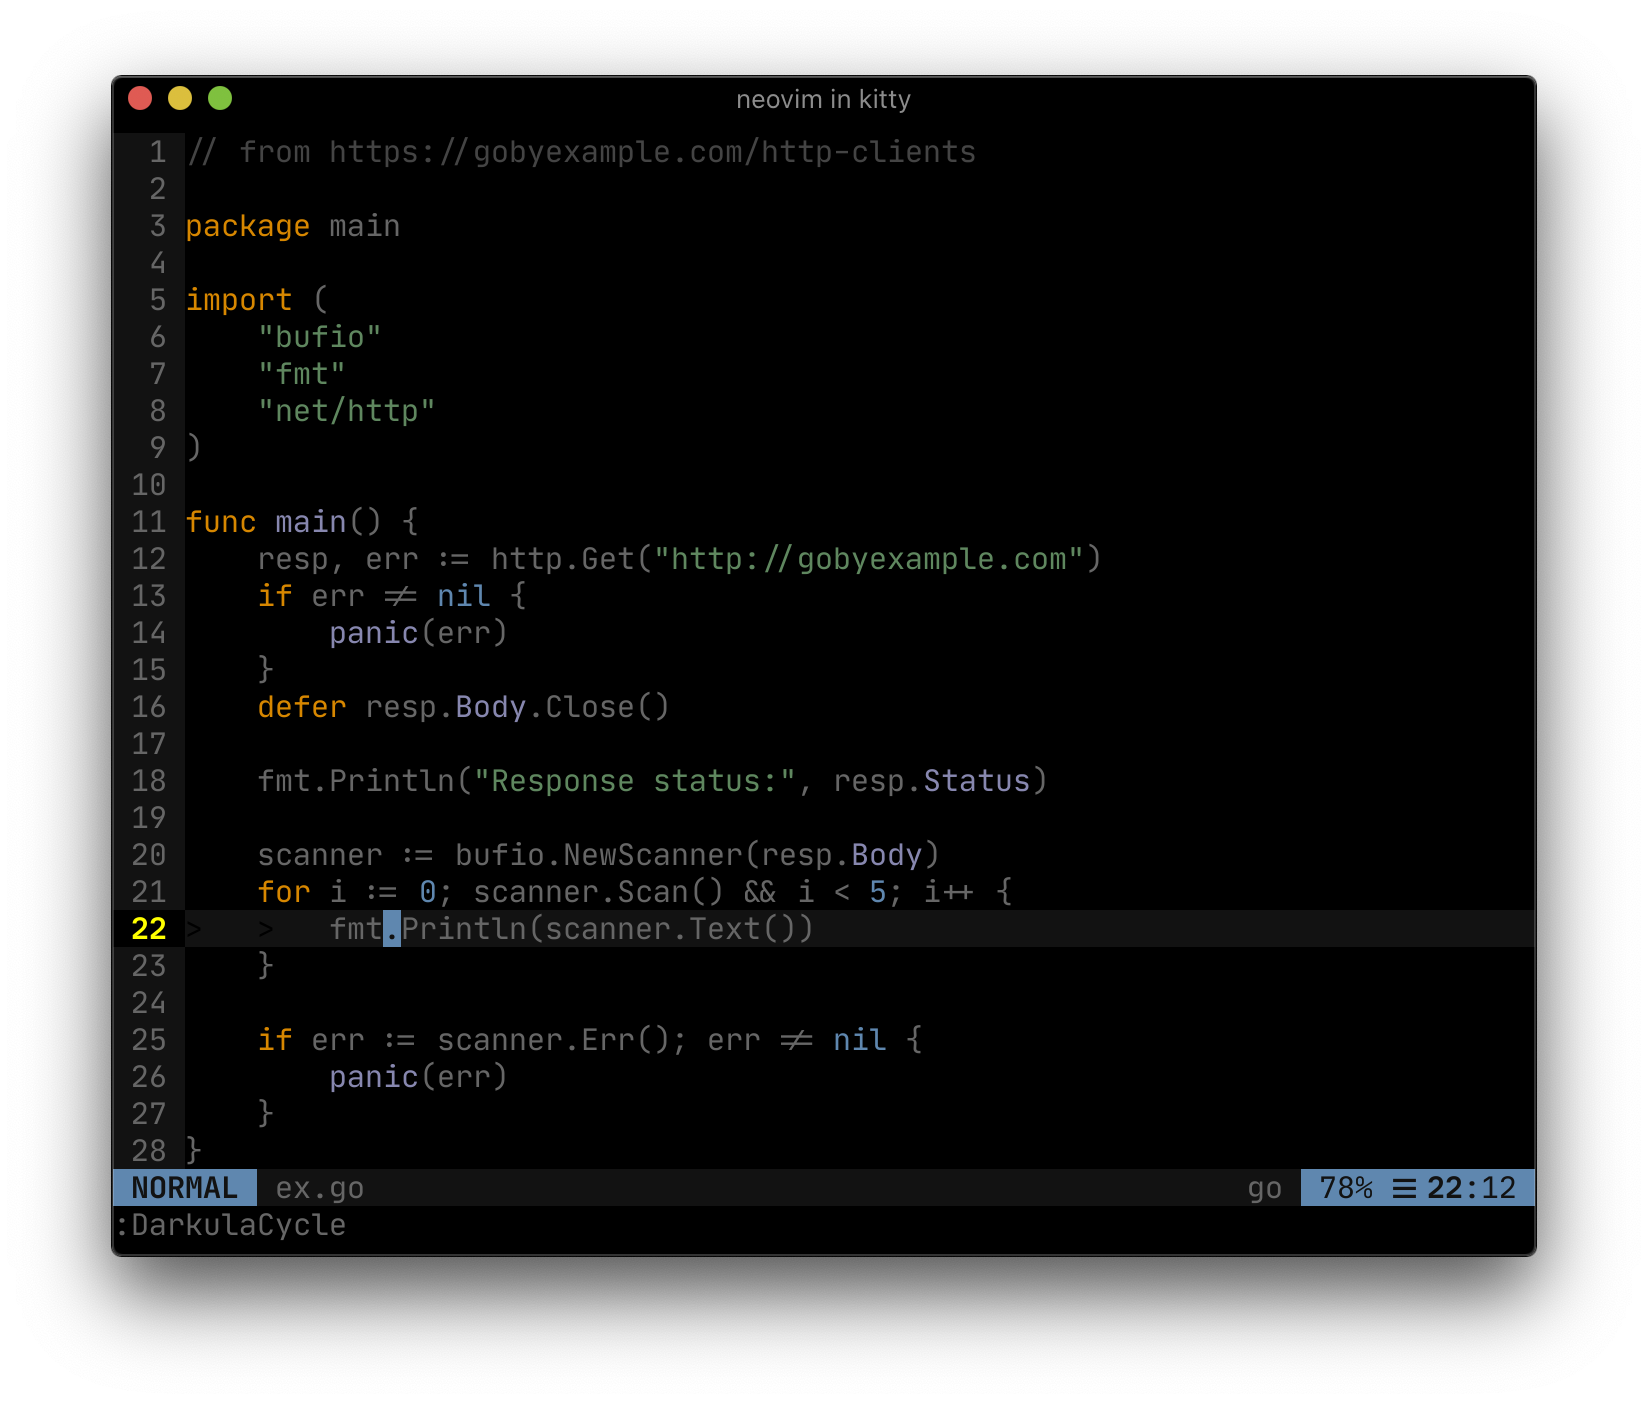 neovim in kitty
1 // from https://gobyexample.com/http-clients
2
3 package main
4
5 import (
6     "bufio"
7     "fmt"
8     "net/http"
9 )
10
11 func main() {
12     resp, err := http.Get("http://gobyexample.com")
13     if err != nil {
14         panic(err)
15     }
16     defer resp.Body.Close()
17
18     fmt.Println("Response status:", resp.Status)
19
20     scanner := bufio.NewScanner(resp.Body)
21     for i := 0; scanner.Scan() && i < 5; i++ {
22 >   >   fmt.Println(scanner.Text())
23     }
24
25     if err := scanner.Err(); err != nil {
26         panic(err)
27     }
28 }
NORMAL ex.go go 78% ☰ 22:12
:DarkulaCycle